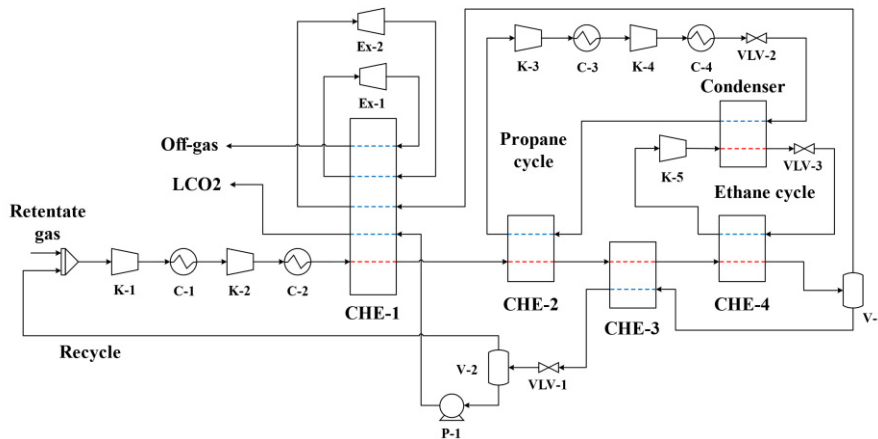 Ex-2
Ex-1
K-3
C-3
K-4
C-4
VLV-2
Condenser
Off-gas
Propane
cycle
K-5
VLV-3
LCO2
Ethane cycle
Retentate
gas
K-1
C-1
K-2
C-2
CHE-1
CHE-2
CHE-3
CHE-4
V-
Recycle
V-2
VLV-1
P-1